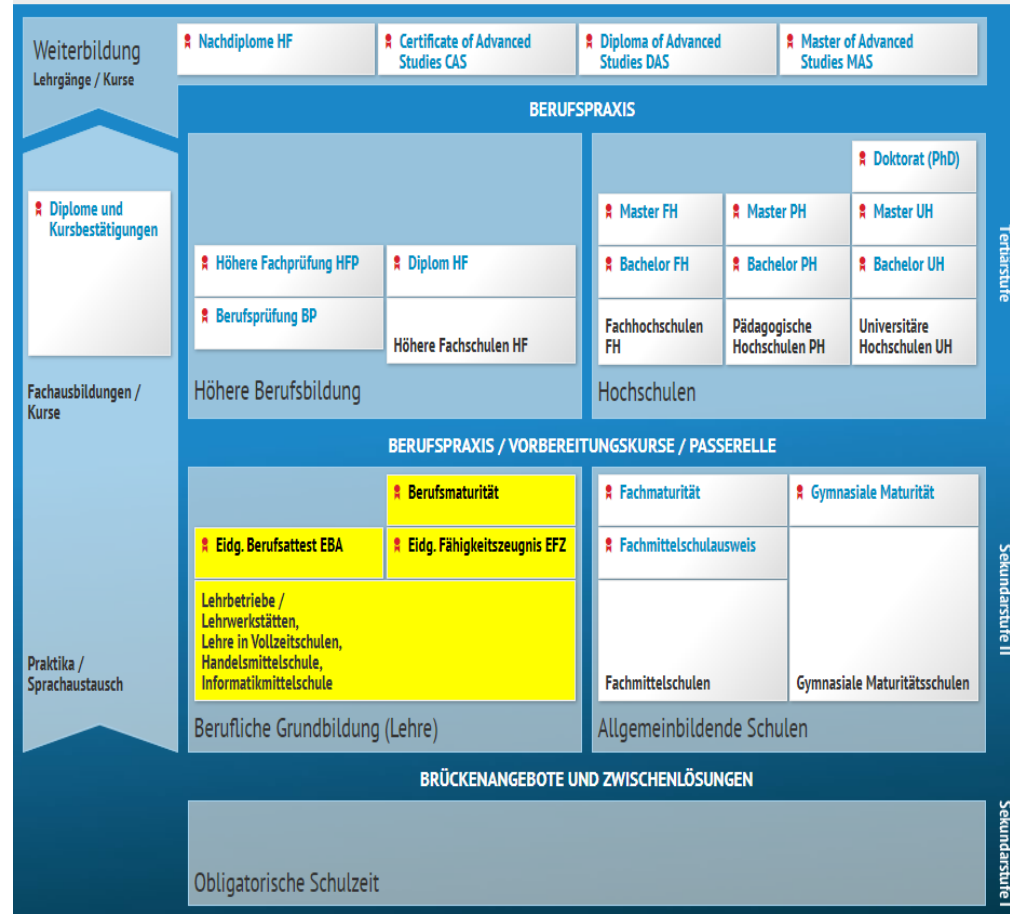 Weiterbildung
Lehrgänge / Kurse
Nachdiplome HF
Certificate of Advanced
Studies CAS
Diploma of Advanced
Studies DAS
Master of Advanced
Studies MAS
BERUFSPRAXIS
Diplome und
Kursbestätigungen
Fachausbildungen /
Kurse
Praktika /
Sprachaustausch
Höhere Fachprüfung HFP
Berufsprüfung BP
Diplom HF
Höhere Fachschulen HF
Höhere Berufsbildung
Doktorat (PhD)
Master FH
Master PH
Master UH
Bachelor FH
Bachelor PH
Bachelor UH
Fachhochschulen
FH
Pädagogische
Hochschulen PH
Universitäre
Hochschulen UH
Hochschulen
Tertiärstufe
BERUFSPRAXIS / VORBEREITUNGSKURSE / PASSERELLE
Berufsmaturität
Eidg. Berufsattest EBA
Eidg. Fähigkeitszeugnis EFZ
Lehrbetriebe /
Lehrwerkstätten,
Lehre in Vollzeitschulen,
Handelsmittelschule,
Informatikmittelschule
Berufliche Grundbildung (Lehre)
Fachmaturität
Gymnasiale Maturität
Fachmittelschulausweis
Fachmittelschulen
Gymnasiale Maturitätsschulen
Allgemeinbildende Schulen
Sekundarstufe II
BRÜCKENANGEBOTE UND ZWISCHENLÖSUNGEN
Obligatorische Schulzeit
Sekundarstufe I